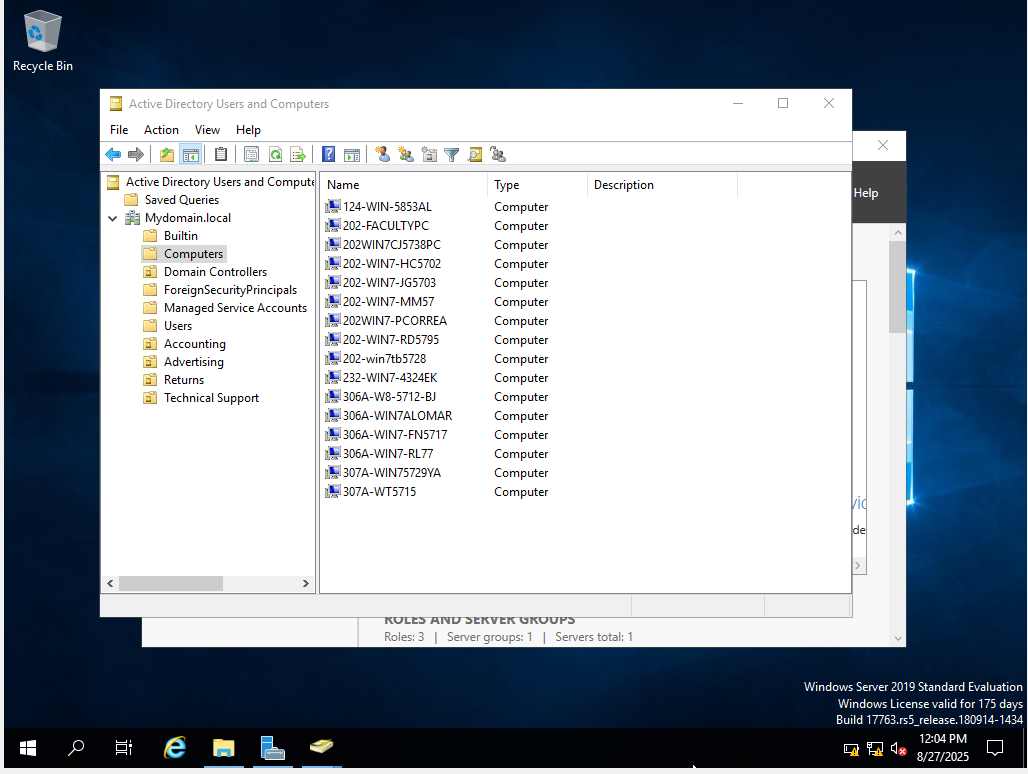 Recycle Bin
Active Directory Users and Computers
File Action View Help
Help
Active Directory Users and Compute
Saved Queries
Mydomain.local
Builtin
Computers
Domain Controllers
ForeignSecurityPrincipals
Managed Service Accounts
Users
Accounting
Advertising
Returns
Technical Support
Name Type Description
124-WIN-5853AL Computer
202-FACULTYPC Computer
202WIN7CJ5738PC Computer
202-WIN7-HC5702 Computer
202-WIN7-JG5703 Computer
202-WIN7-MM57 Computer
202WIN7-PCORREA Computer
202-WIN7-RD5795 Computer
202-win7tb5728 Computer
232-WIN7-4324EK Computer
306A-W8-5712-BJ Computer
306A-WIN7ALOMAR Computer
306A-WIN7-FN5717 Computer
306A-WIN7-RL77 Computer
307A-WIN75729YA Computer
307A-WT5715 Computer
ROLES AND SERVER GROUPS
Roles: 3 | Server groups: 1 | Servers total: 1
Windows Server 2019 Standard Evaluation
Windows License valid for 175 days
Build 17763.rs5_release.180914-1434
12:04 PM
8/27/2025